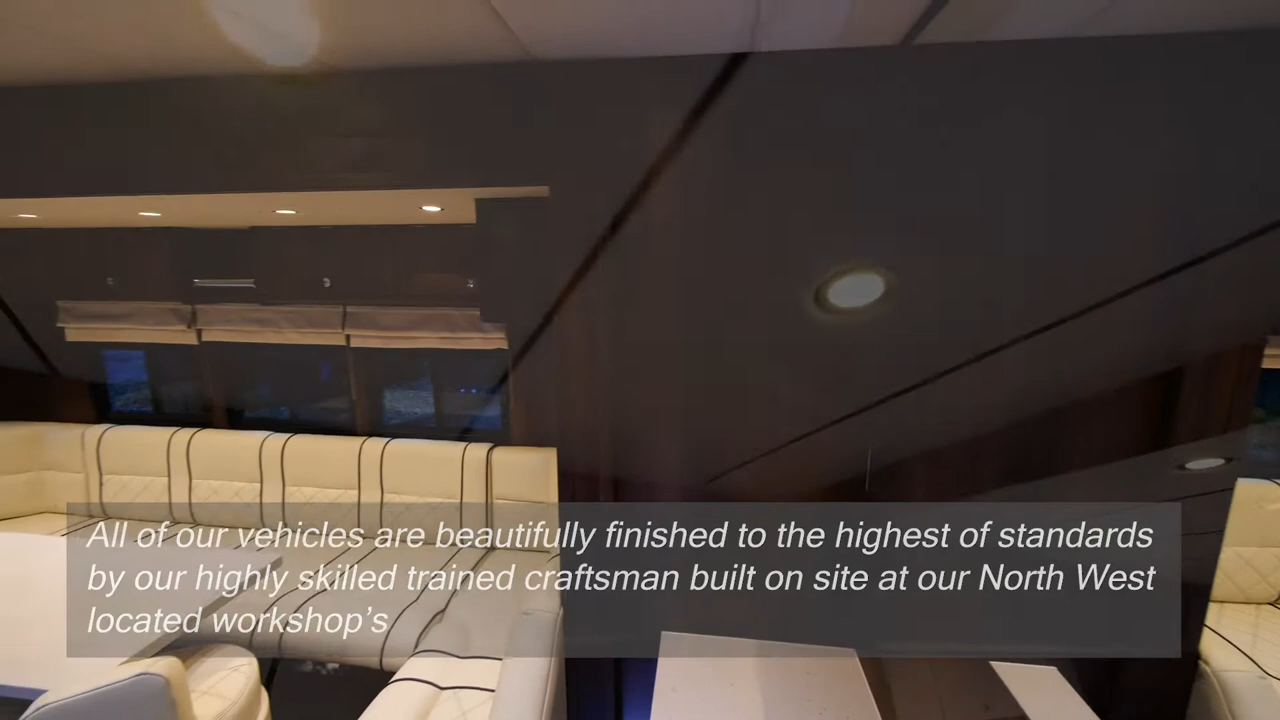 All of our vehicles are beautifully finished to the highest of standards
by our highly skilled trained craftsman built on site at our North West
located workshop’s